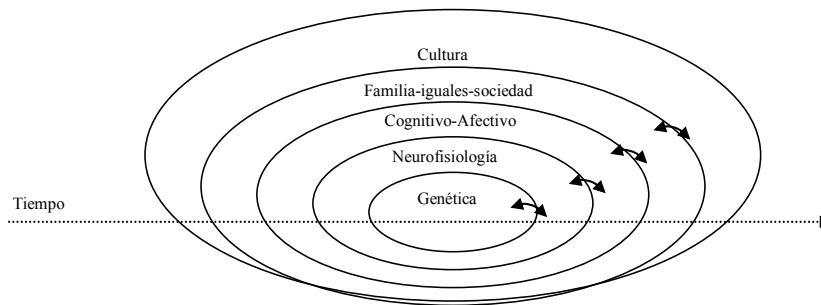 Cultura
Familia-iguales-sociedad
Cognitivo-Afectivo
Neurofisiología
Genética
Tiempo